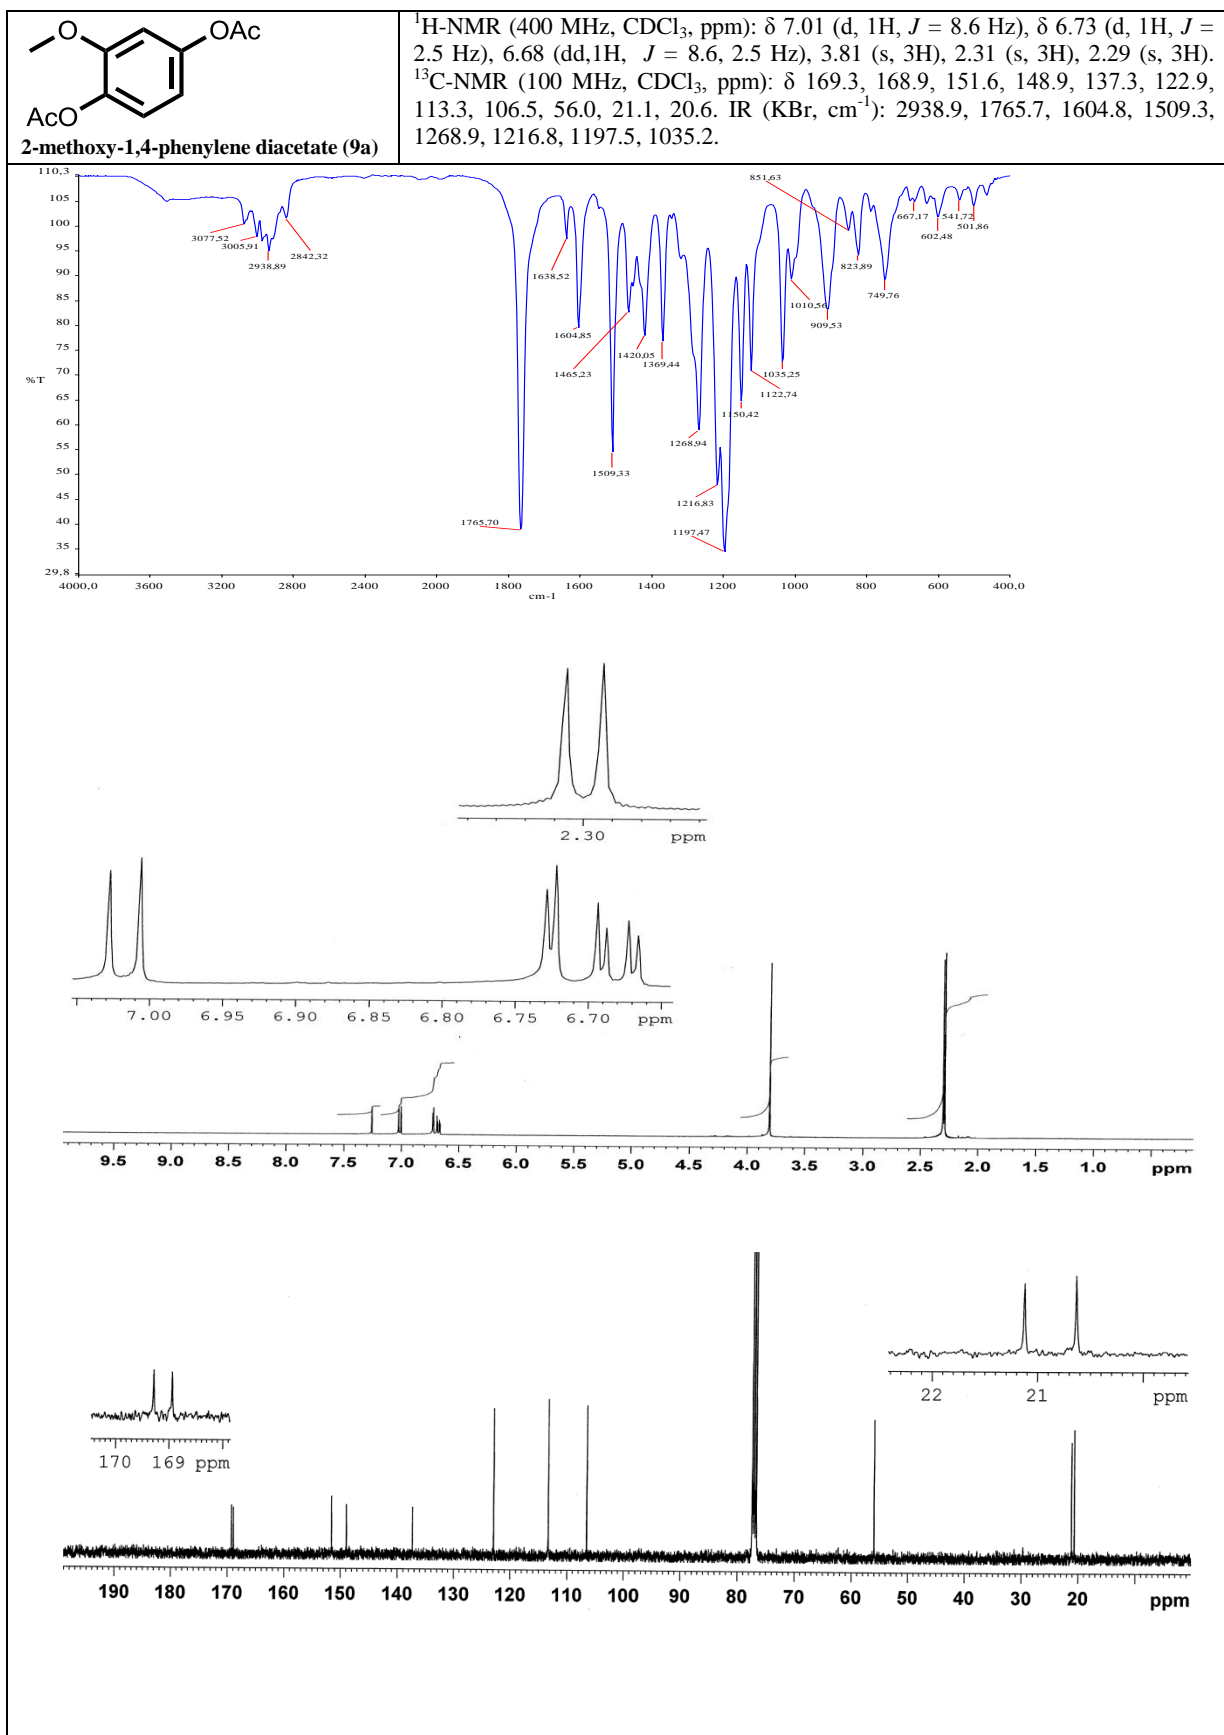 O
OAc
AcO
2-methoxy-1,4-phenylene diacetate (9a)
¹H-NMR (400 MHz, CDCl₃, ppm): δ 7.01 (d, 1H, J = 8.6 Hz), δ 6.73 (d, 1H, J =
2.5 Hz), 6.68 (dd,1H, J = 8.6, 2.5 Hz), 3.81 (s, 3H), 2.31 (s, 3H), 2.29 (s, 3H).
¹³C-NMR (100 MHz, CDCl₃, ppm): δ 169.3, 168.9, 151.6, 148.9, 137.3, 122.9,
113.3, 106.5, 56.0, 21.1, 20.6. IR (KBr, cm⁻¹): 2938.9, 1765.7, 1604.8, 1509.3,
1268.9, 1216.8, 1197.5, 1035.2.
110,3
105
100
95
90
85
80
75
70
%T
65
60
55
50
45
40
35
29,8
4000,0 3600 3200 2800 2400 2000 1800 1600 1400 1200 1000 800 600 400,0
cm-1
3077,52
3005,91
2938,89
2842,32
1765,70
1638,52
1604,85
1509,33
1465,23
1420,05
1369,44
1268,94
1216,83
1197,47
1150,42
1122,74
1035,25
1010,56
909,53
851,63
823,89
749,76
667,17
602,48
541,72
501,86
2.30 ppm
7.00 6.95 6.90 6.85 6.80 6.75 6.70 ppm
9.5 9.0 8.5 8.0 7.5 7.0 6.5 6.0 5.5 5.0 4.5 4.0 3.5 3.0 2.5 2.0 1.5 1.0 ppm
22 21 ppm
170 169 ppm
190 180 170 160 150 140 130 120 110 100 90 80 70 60 50 40 30 20 ppm